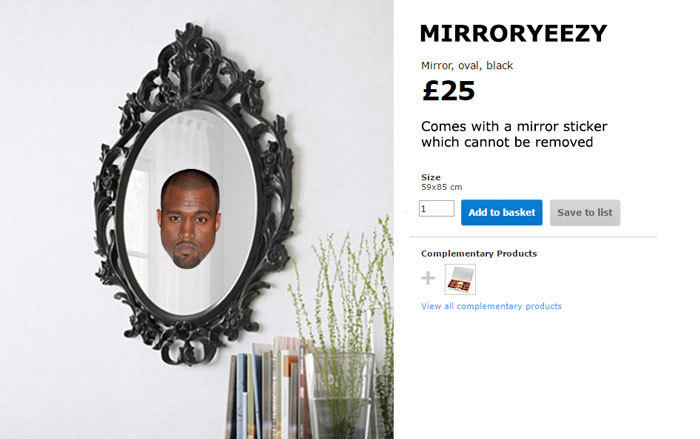 MIRRORYEEZY
Mirror, oval, black
£25
Comes with a mirror sticker
which cannot be removed
Size
59x85 cm
1
Add to basket
Save to list
Complementary Products
View all complementary products